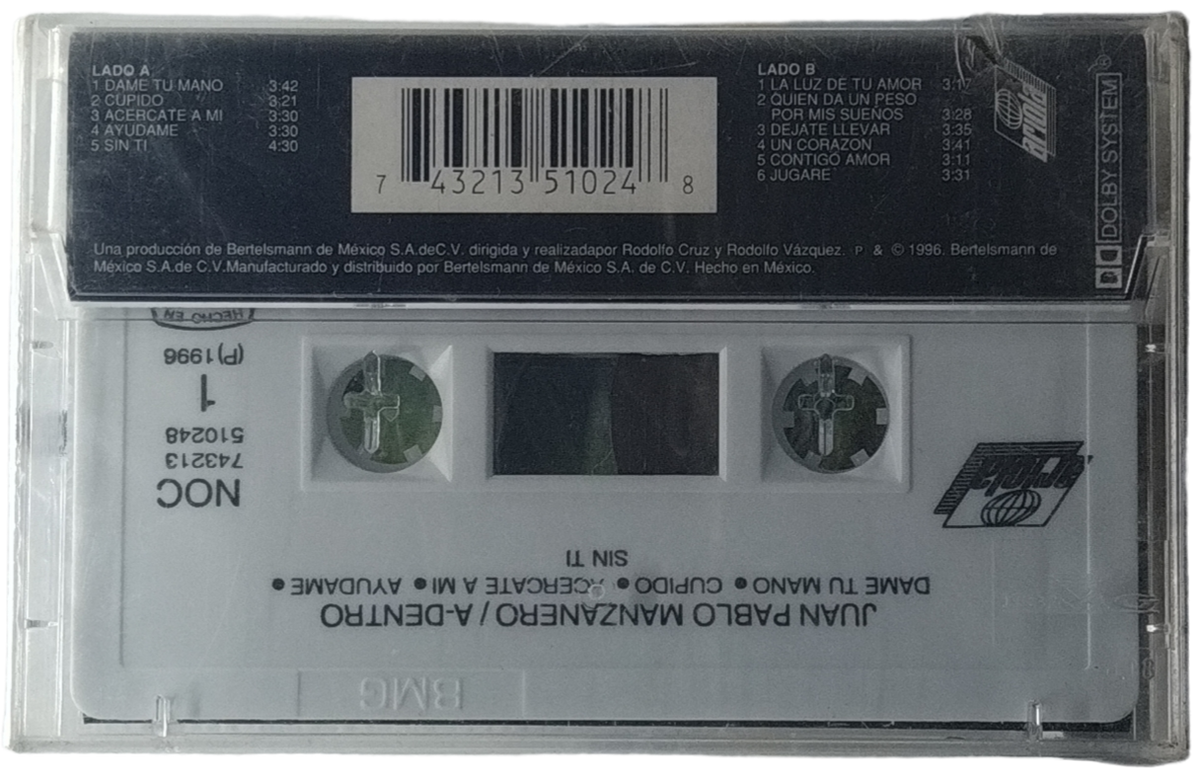 LADO A
1 DAME TU MANO 3:42
2 CUPIDO 3:21
3 ACERCATE A MI 3:30
4 AYUDAME 3:30
5 SIN TI 4:30
7 43213 51024 8
LADO B
1 LA LUZ DE TU AMOR 3:17
2 QUIEN DA UN PESO
POR MIS SUEÑOS 3:28
3 DEJATE LLEVAR 3:35
4 UN CORAZON 3:41
5 CONTIGO AMOR 3:11
6 JUGARE 3:31
ariola
DOLBY SYSTEM®
Una producción de Bertelsmann de México S.A.deC.V. dirigida y realizadapor Rodolfo Cruz y Rodolfo Vázquez. P & © 1996. Bertelsmann de
México S.A.de C.V.Manufacturado y distribuido por Bertelsmann de México S.A. de C.V. Hecho en México.
BMG
JUAN PABLO MANZANERO / A-DENTRO
DAME TU MANO • CUPIDO • ACERCATE A MI • AYUDAME •
SIN TI
ariola
NOC
743213
510248
1
(P)1996
HECHO EN